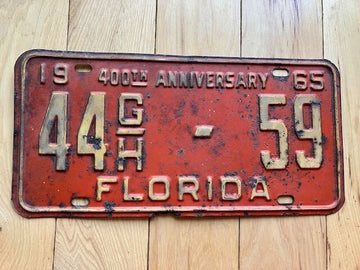 19 400TH ANNIVERSARY 65
44 G/H - 59
FLORIDA